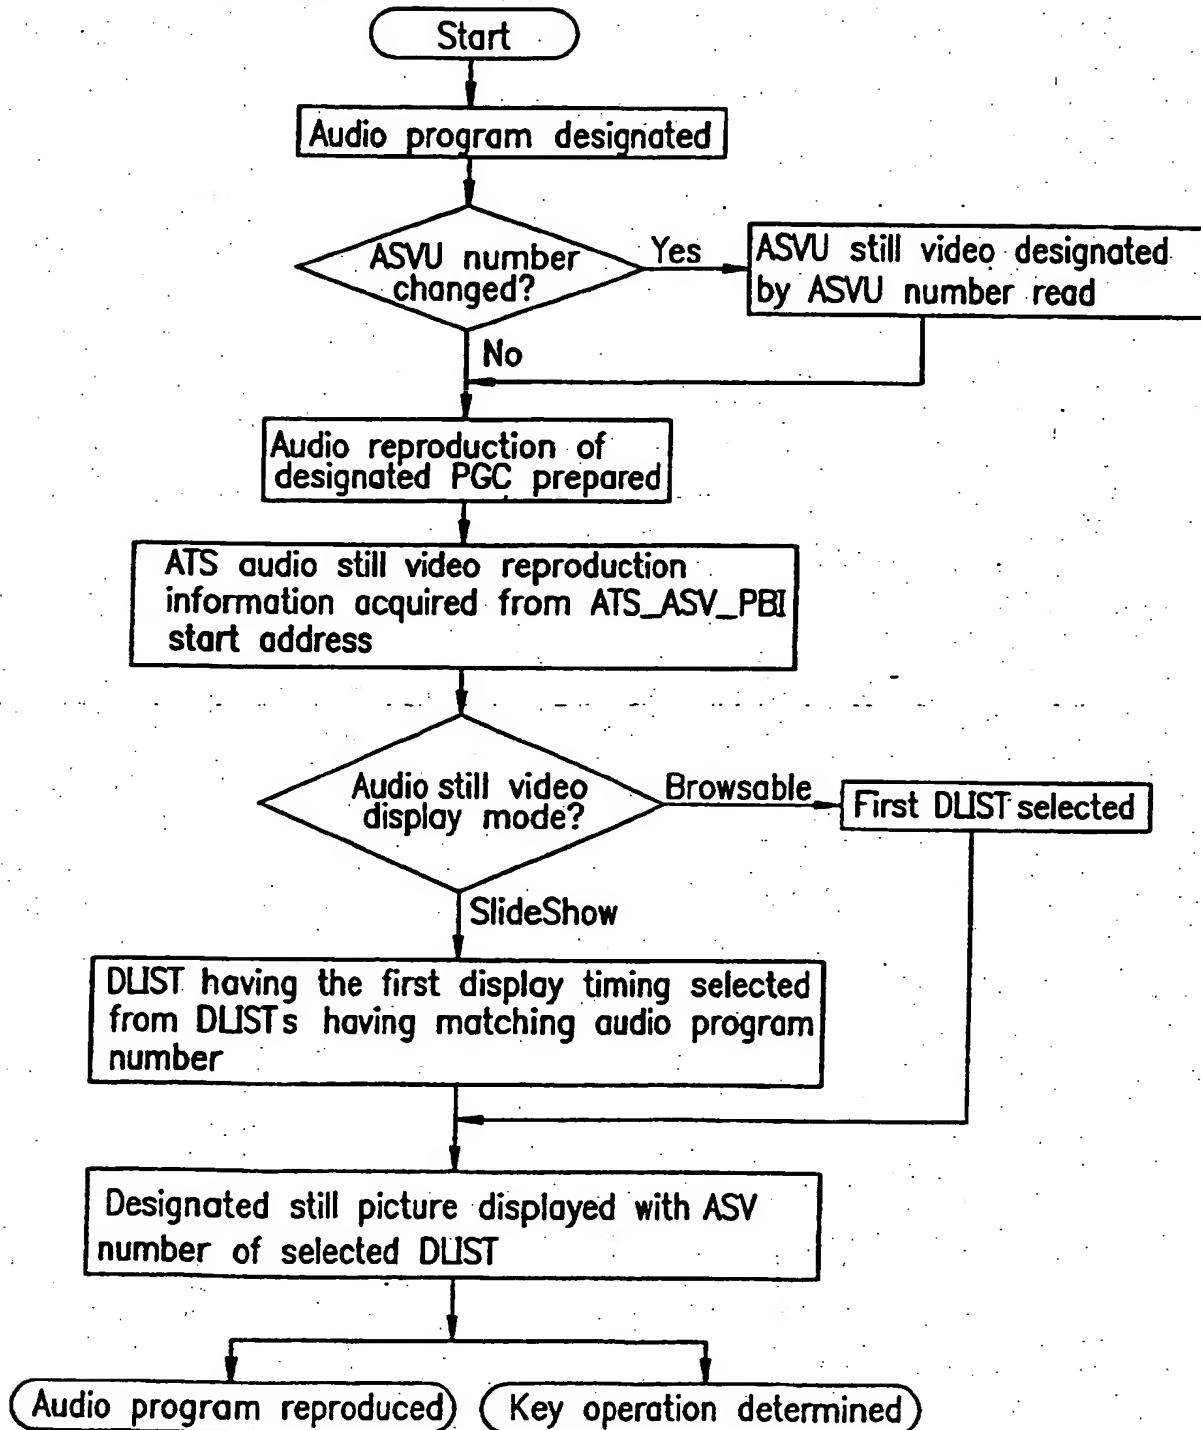 Start
Audio program designated
ASVU number
changed?
Yes
ASVU still video designated
by ASVU number read
No
Audio reproduction of
designated PGC prepared
ATS audio still video reproduction
information acquired from ATS_ASV_PBI
start address
Audio still video
display mode?
Browsable
First DLIST selected
SlideShow
DLIST having the first display timing selected
from DLISTs having matching audio program
number
Designated still picture displayed with ASV
number of selected DLIST
Audio program reproduced
Key operation determined